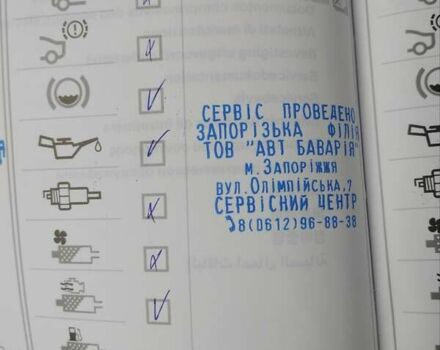 СЕРВІС ПРОВЕДЕНО
ЗАПОРІЗЬКА ФІЛІЯ
ТОВ "АВТ БАВАРІЯ"
м. Запоріжжя
вул. Олімпійська, 7
СЕРВІСНИЙ ЦЕНТР
8(0612)96-88-38